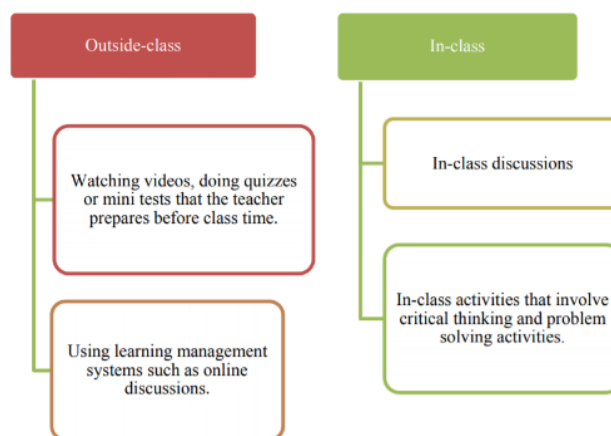 Outside-class
Watching videos, doing quizzes
or mini tests that the teacher
prepares before class time.
Using learning management
systems such as online
discussions.
In-class
In-class discussions
In-class activities that involve
critical thinking and problem
solving activities.